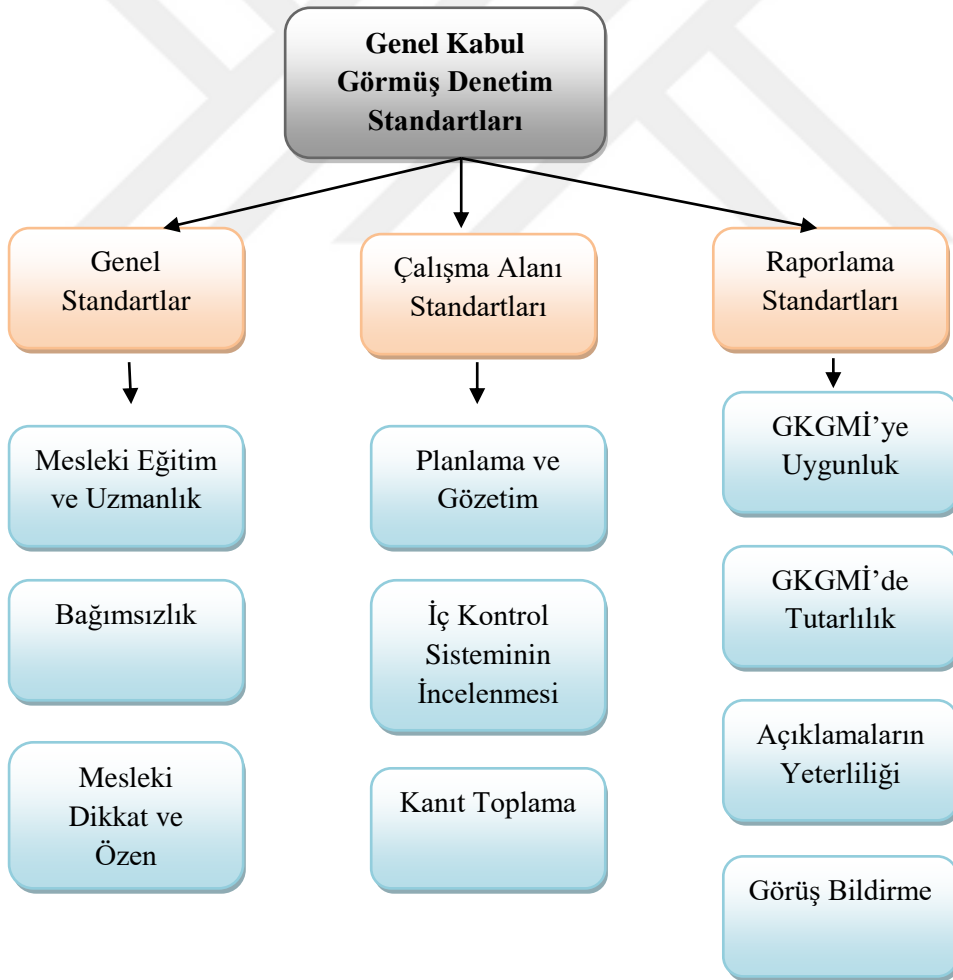 Genel Kabul
Görmüş Denetim
Standartları
Genel
Standartlar
Çalışma Alanı
Standartları
Raporlama
Standartları
Mesleki Eğitim
ve Uzmanlık
Bağımsızlık
Mesleki
Dikkat ve
Özen
Planlama ve
Gözetim
İç Kontrol
Sisteminin
İncelenmesi
Kanıt Toplama
GKGMİ’ye
Uygunluk
GKGMİ’de
Tutarlılık
Açıklamaların
Yeterliliği
Görüş Bildirme